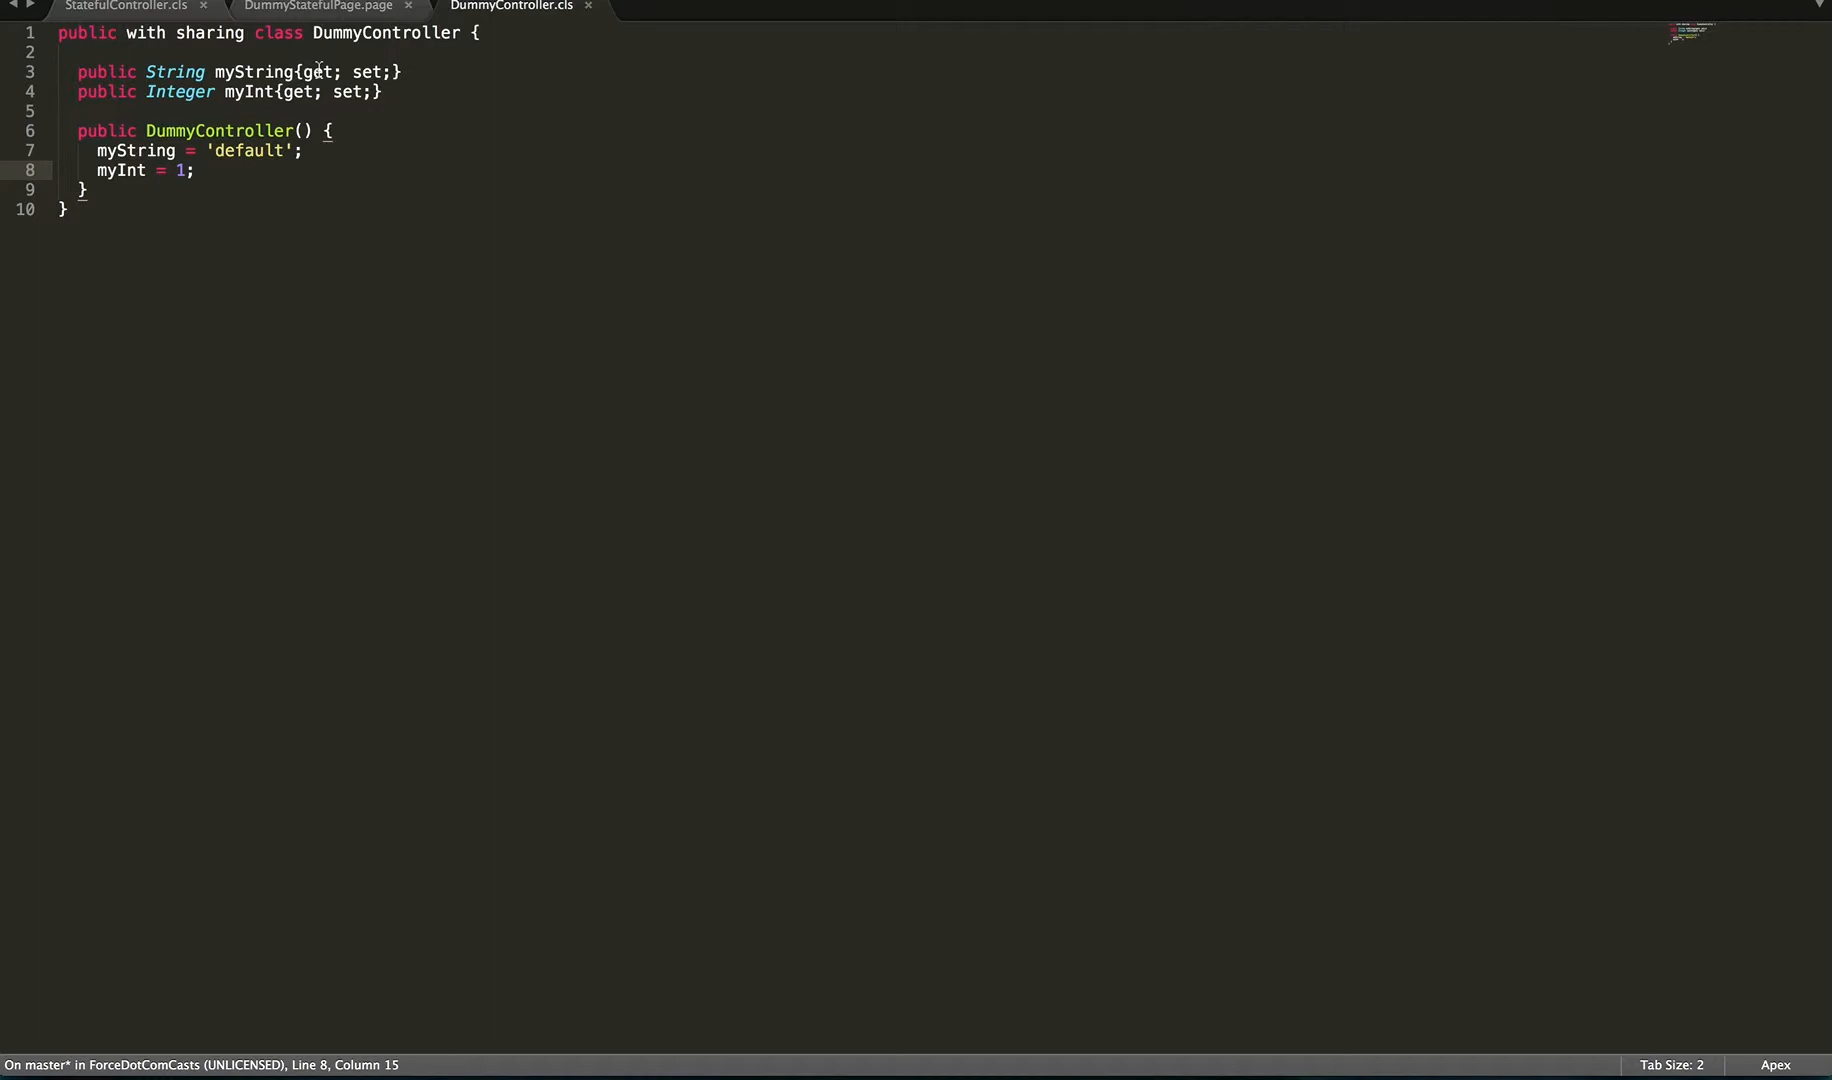 StatefulController.cls × DummyStatefulPage.page × DummyController.cls ×
1 public with sharing class DummyController {
2
3 public String myString{get; set;}
4 public Integer myInt{get; set;}
5
6 public DummyController() {
7 myString = 'default';
8 myInt = 1;
9 }
10 }
On master* in ForceDotComCasts (UNLICENSED), Line 8, Column 15 Tab Size: 2 Apex